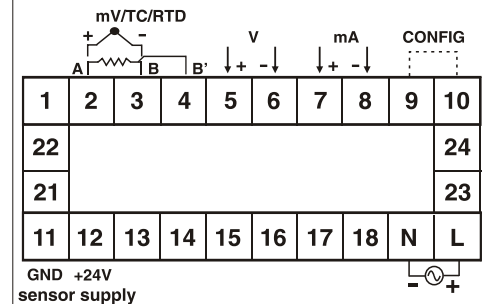 mV/TC/RTD
+ -
V mA CONFIG
A B B' + - + -
1 2 3 4 5 6 7 8 9 10
22 24
21 23
11 12 13 14 15 16 17 18 N L
GND +24V - +
sensor supply